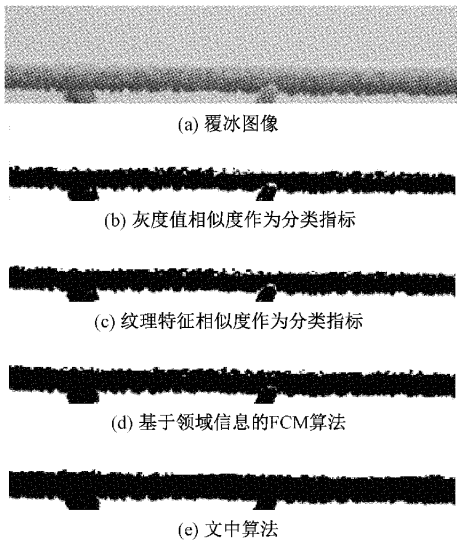 (a) 覆冰图像
(b) 灰度值相似度作为分类指标
(c) 纹理特征相似度作为分类指标
(d) 基于领域信息的FCM算法
(e) 文中算法